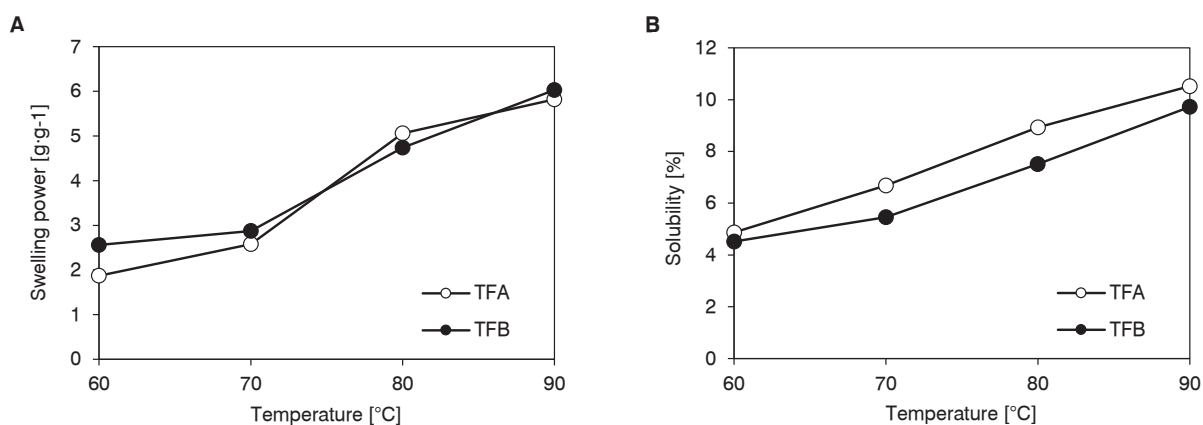 A
Swelling power [g·g-1]
7
6
5
4
3
2
1
0
60 70 80 90
Temperature [°C]
TFA
TFB
B
Solubility [%]
12
10
8
6
4
2
0
60 70 80 90
Temperature [°C]
TFA
TFB